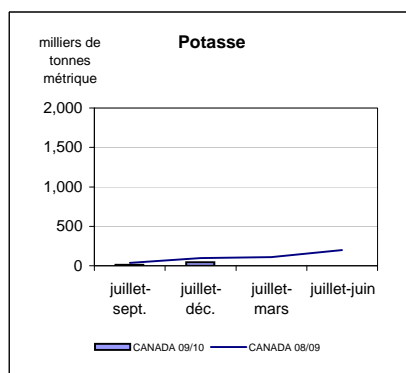 Potasse
milliers de
tonnes
métrique
2,000
1,500
1,000
500
0
juillet-
sept.
juillet-
déc.
juillet-
mars
juillet-juin
CANADA 09/10
CANADA 08/09